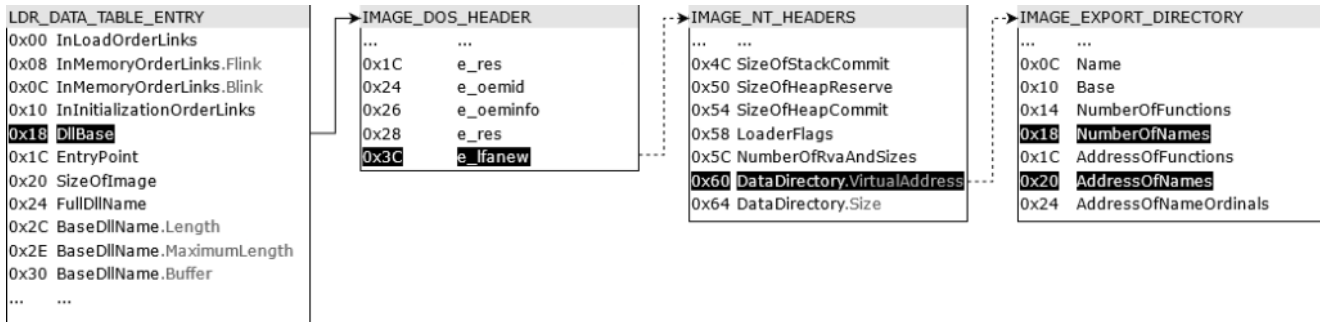 LDR_DATA_TABLE_ENTRY
0x00 InLoadOrderLinks
0x08 InMemoryOrderLinks.Flink
0x0C InMemoryOrderLinks.Blink
0x10 InInitializationOrderLinks
0x18 DllBase
0x1C EntryPoint
0x20 SizeOfImage
0x24 FullDllName
0x2C BaseDllName.Length
0x2E BaseDllName.MaximumLength
0x30 BaseDllName.Buffer
... ...
IMAGE_DOS_HEADER
... ...
0x1C e_res
0x24 e_oemid
0x26 e_oeminfo
0x28 e_res
0x3C e_lfanew
IMAGE_NT_HEADERS
... ...
0x4C SizeOfStackCommit
0x50 SizeOfHeapReserve
0x54 SizeOfHeapCommit
0x58 LoaderFlags
0x5C NumberOfRvaAndSizes
0x60 DataDirectory.VirtualAddress
0x64 DataDirectory.Size
IMAGE_EXPORT_DIRECTORY
... ...
0x0C Name
0x10 Base
0x14 NumberOfFunctions
0x18 NumberOfNames
0x1C AddressOfFunctions
0x20 AddressOfNames
0x24 AddressOfNameOrdinals